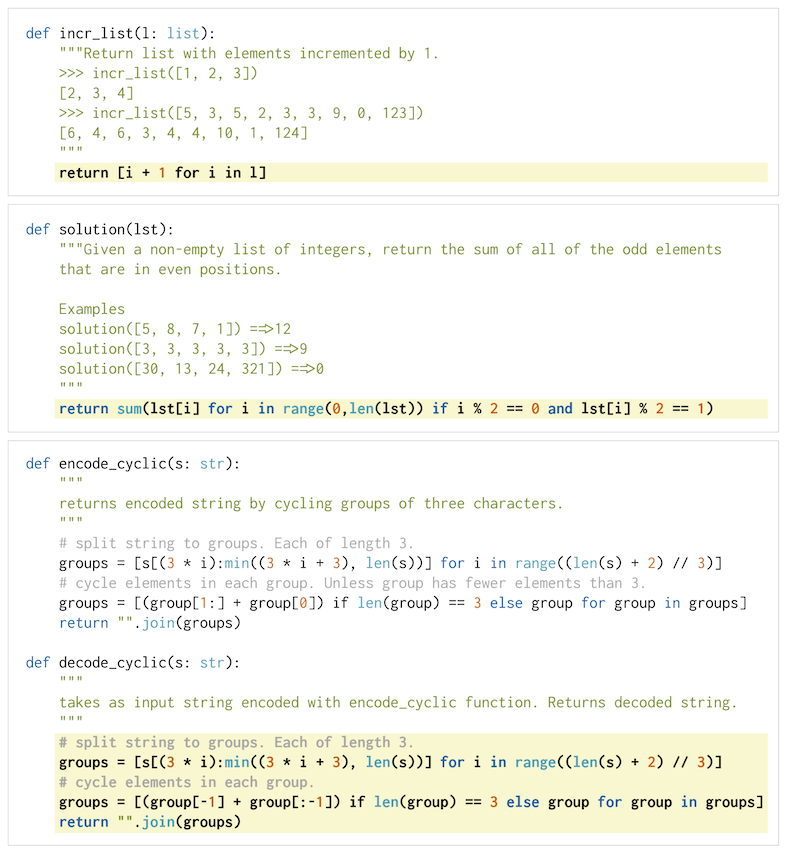 def incr_list(l: list):
    """Return list with elements incremented by 1.
    >>> incr_list([1, 2, 3])
    [2, 3, 4]
    >>> incr_list([5, 3, 5, 2, 3, 3, 9, 0, 123])
    [6, 4, 6, 3, 4, 4, 10, 1, 124]
    """
    return [i + 1 for i in l]
def solution(lst):
    """Given a non-empty list of integers, return the sum of all of the odd elements
    that are in even positions.

    Examples
    solution([5, 8, 7, 1]) ==>12
    solution([3, 3, 3, 3, 3]) ==>9
    solution([30, 13, 24, 321]) ==>0
    """
    return sum(lst[i] for i in range(0,len(lst)) if i % 2 == 0 and lst[i] % 2 == 1)
def encode_cyclic(s: str):
    """
    returns encoded string by cycling groups of three characters.
    """
    # split string to groups. Each of length 3.
    groups = [s[(3 * i):min((3 * i + 3), len(s))] for i in range((len(s) + 2) // 3)]
    # cycle elements in each group. Unless group has fewer elements than 3.
    groups = [(group[1:] + group[0]) if len(group) == 3 else group for group in groups]
    return "".join(groups)

def decode_cyclic(s: str):
    """
    takes as input string encoded with encode_cyclic function. Returns decoded string.
    """
    # split string to groups. Each of length 3.
    groups = [s[(3 * i):min((3 * i + 3), len(s))] for i in range((len(s) + 2) // 3)]
    # cycle elements in each group.
    groups = [(group[-1] + group[:-1]) if len(group) == 3 else group for group in groups]
    return "".join(groups)